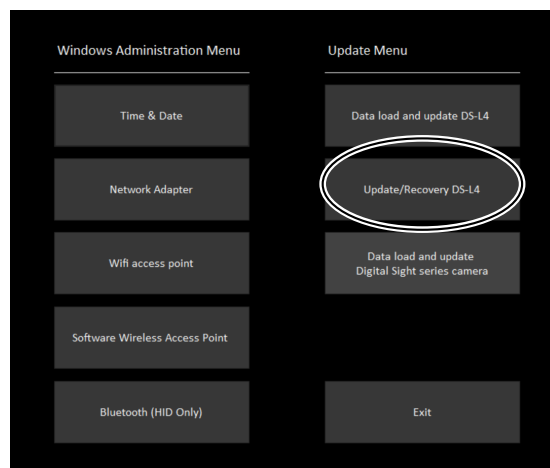 Windows Administration Menu
Time & Date
Network Adapter
Wifi access point
Software Wireless Access Point
Bluetooth (HID Only)
Update Menu
Data load and update DS-L4
Update/Recovery DS-L4
Data load and update
Digital Sight series camera
Exit